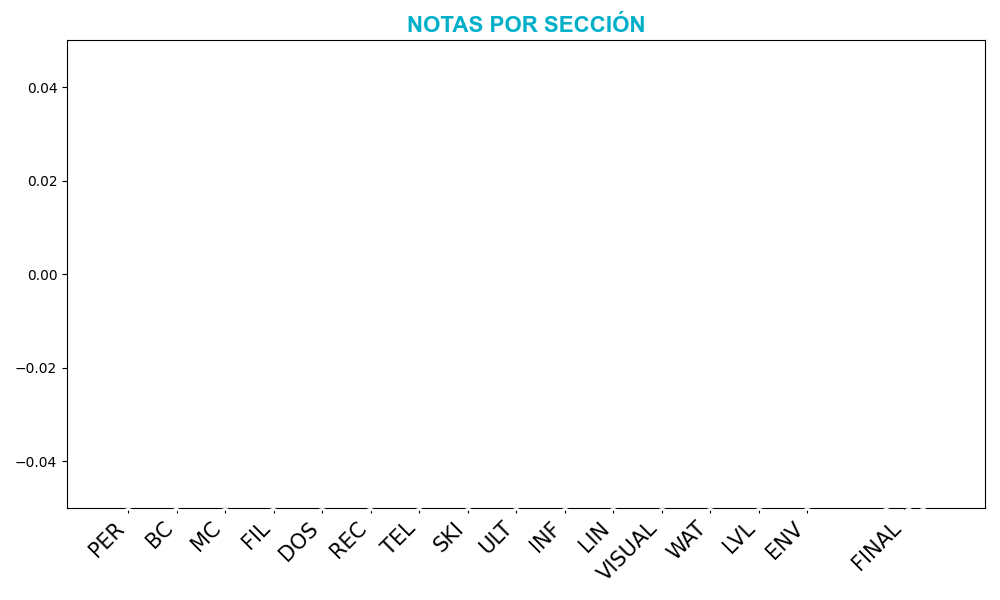 NOTAS POR SECCIÓN
0.04
0.02
0.00
−0.02
−0.04
PER BC MC FIL DOS REC TEL SKI ULT INF LIN VISUAL WAT LVL ENV FINAL